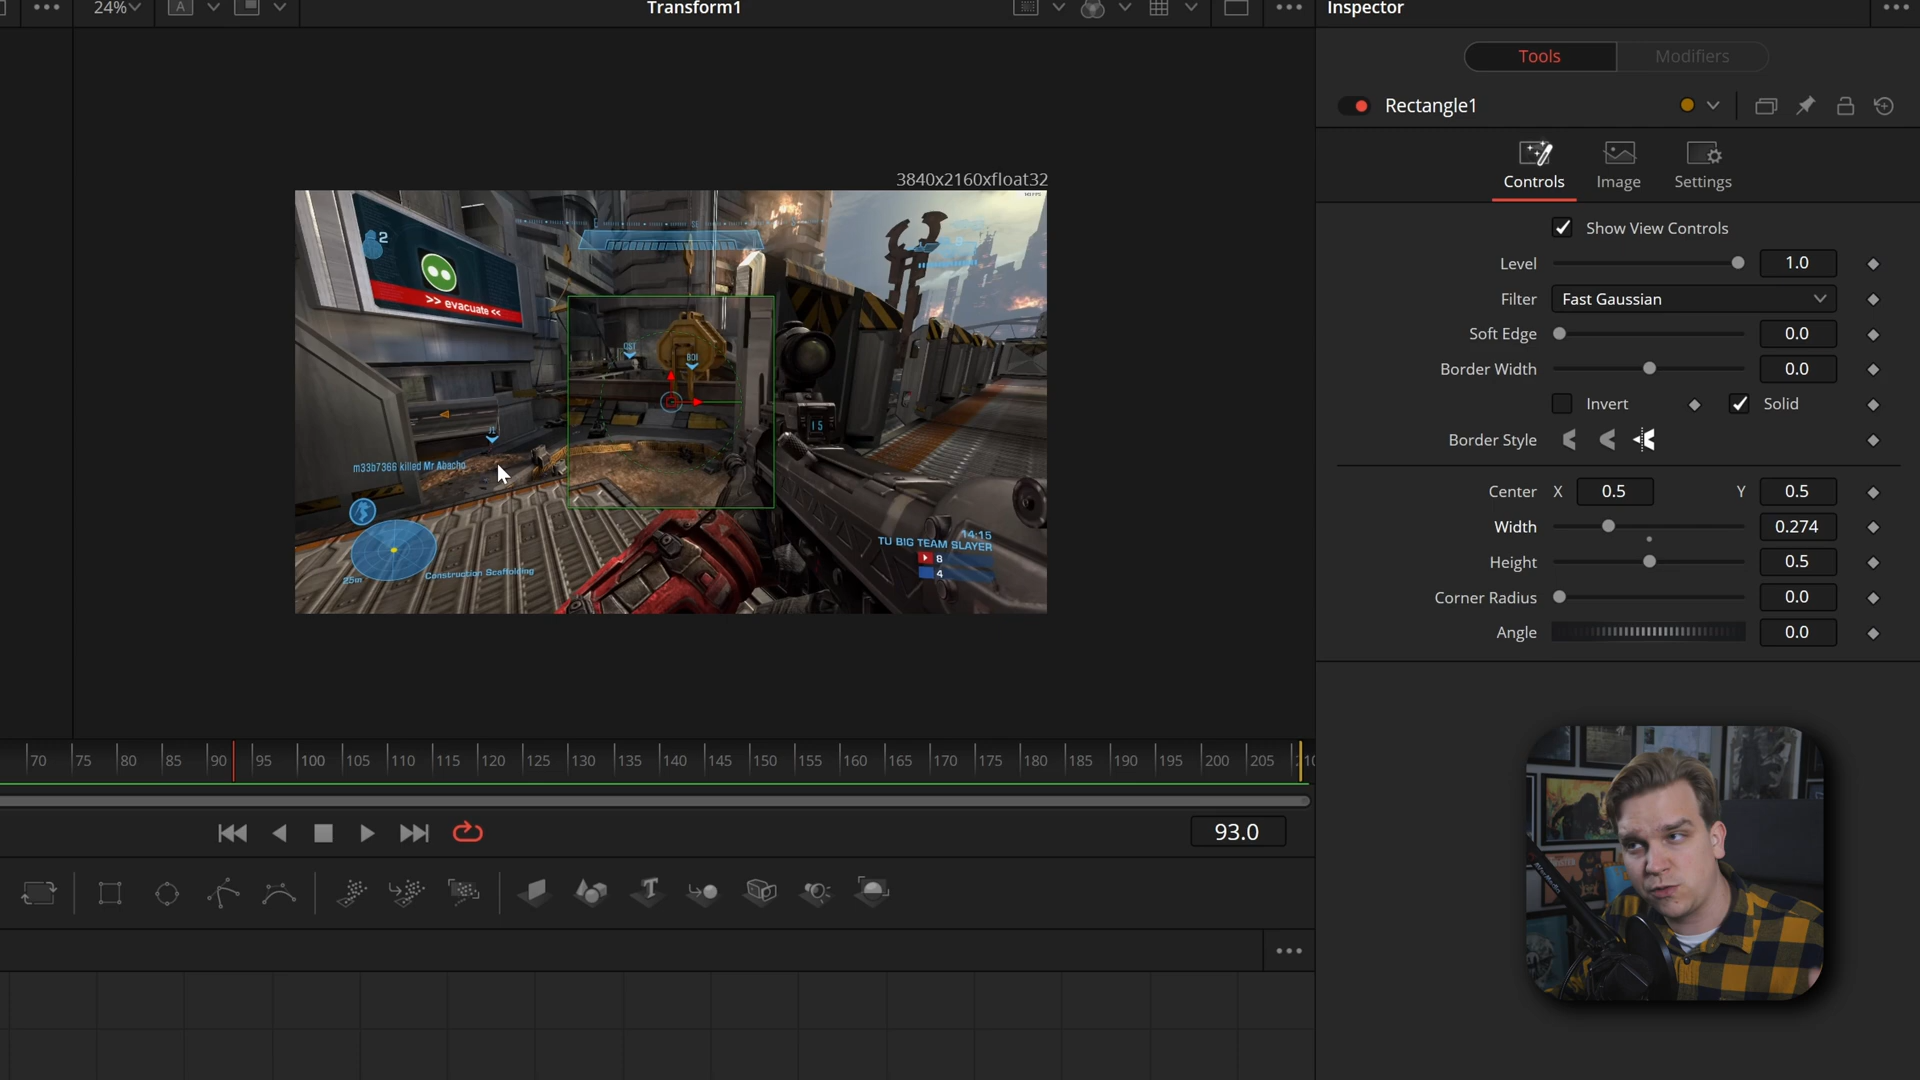 24%
A
Transform1
Inspector
Tools
Modifiers
Rectangle1
Controls
Image
Settings
3840x2160xfloat32
Show View Controls
Level
1.0
Filter
Fast Gaussian
Soft Edge
0.0
Border Width
0.0
Invert
Solid
Border Style
Center X 0.5 Y 0.5
Width
0.274
Height
0.5
Corner Radius
0.0
Angle
0.0
2
>> evacuate <<
15
m33b7366 killed Mr Abacho
25m
Construction Scaffolding
14:15
TU BIG TEAM SLAYER
8
4
70 75 80 85 90 95 100 105 110 115 120 125 130 135 140 145 150 155 160 165 170 175 180 185 190 195 200 205
93.0
T